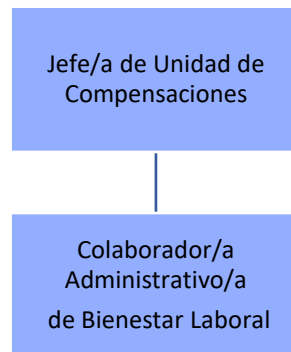 Jefe/a de Unidad de
Compensaciones
Colaborador/a
Administrativo/a
de Bienestar Laboral